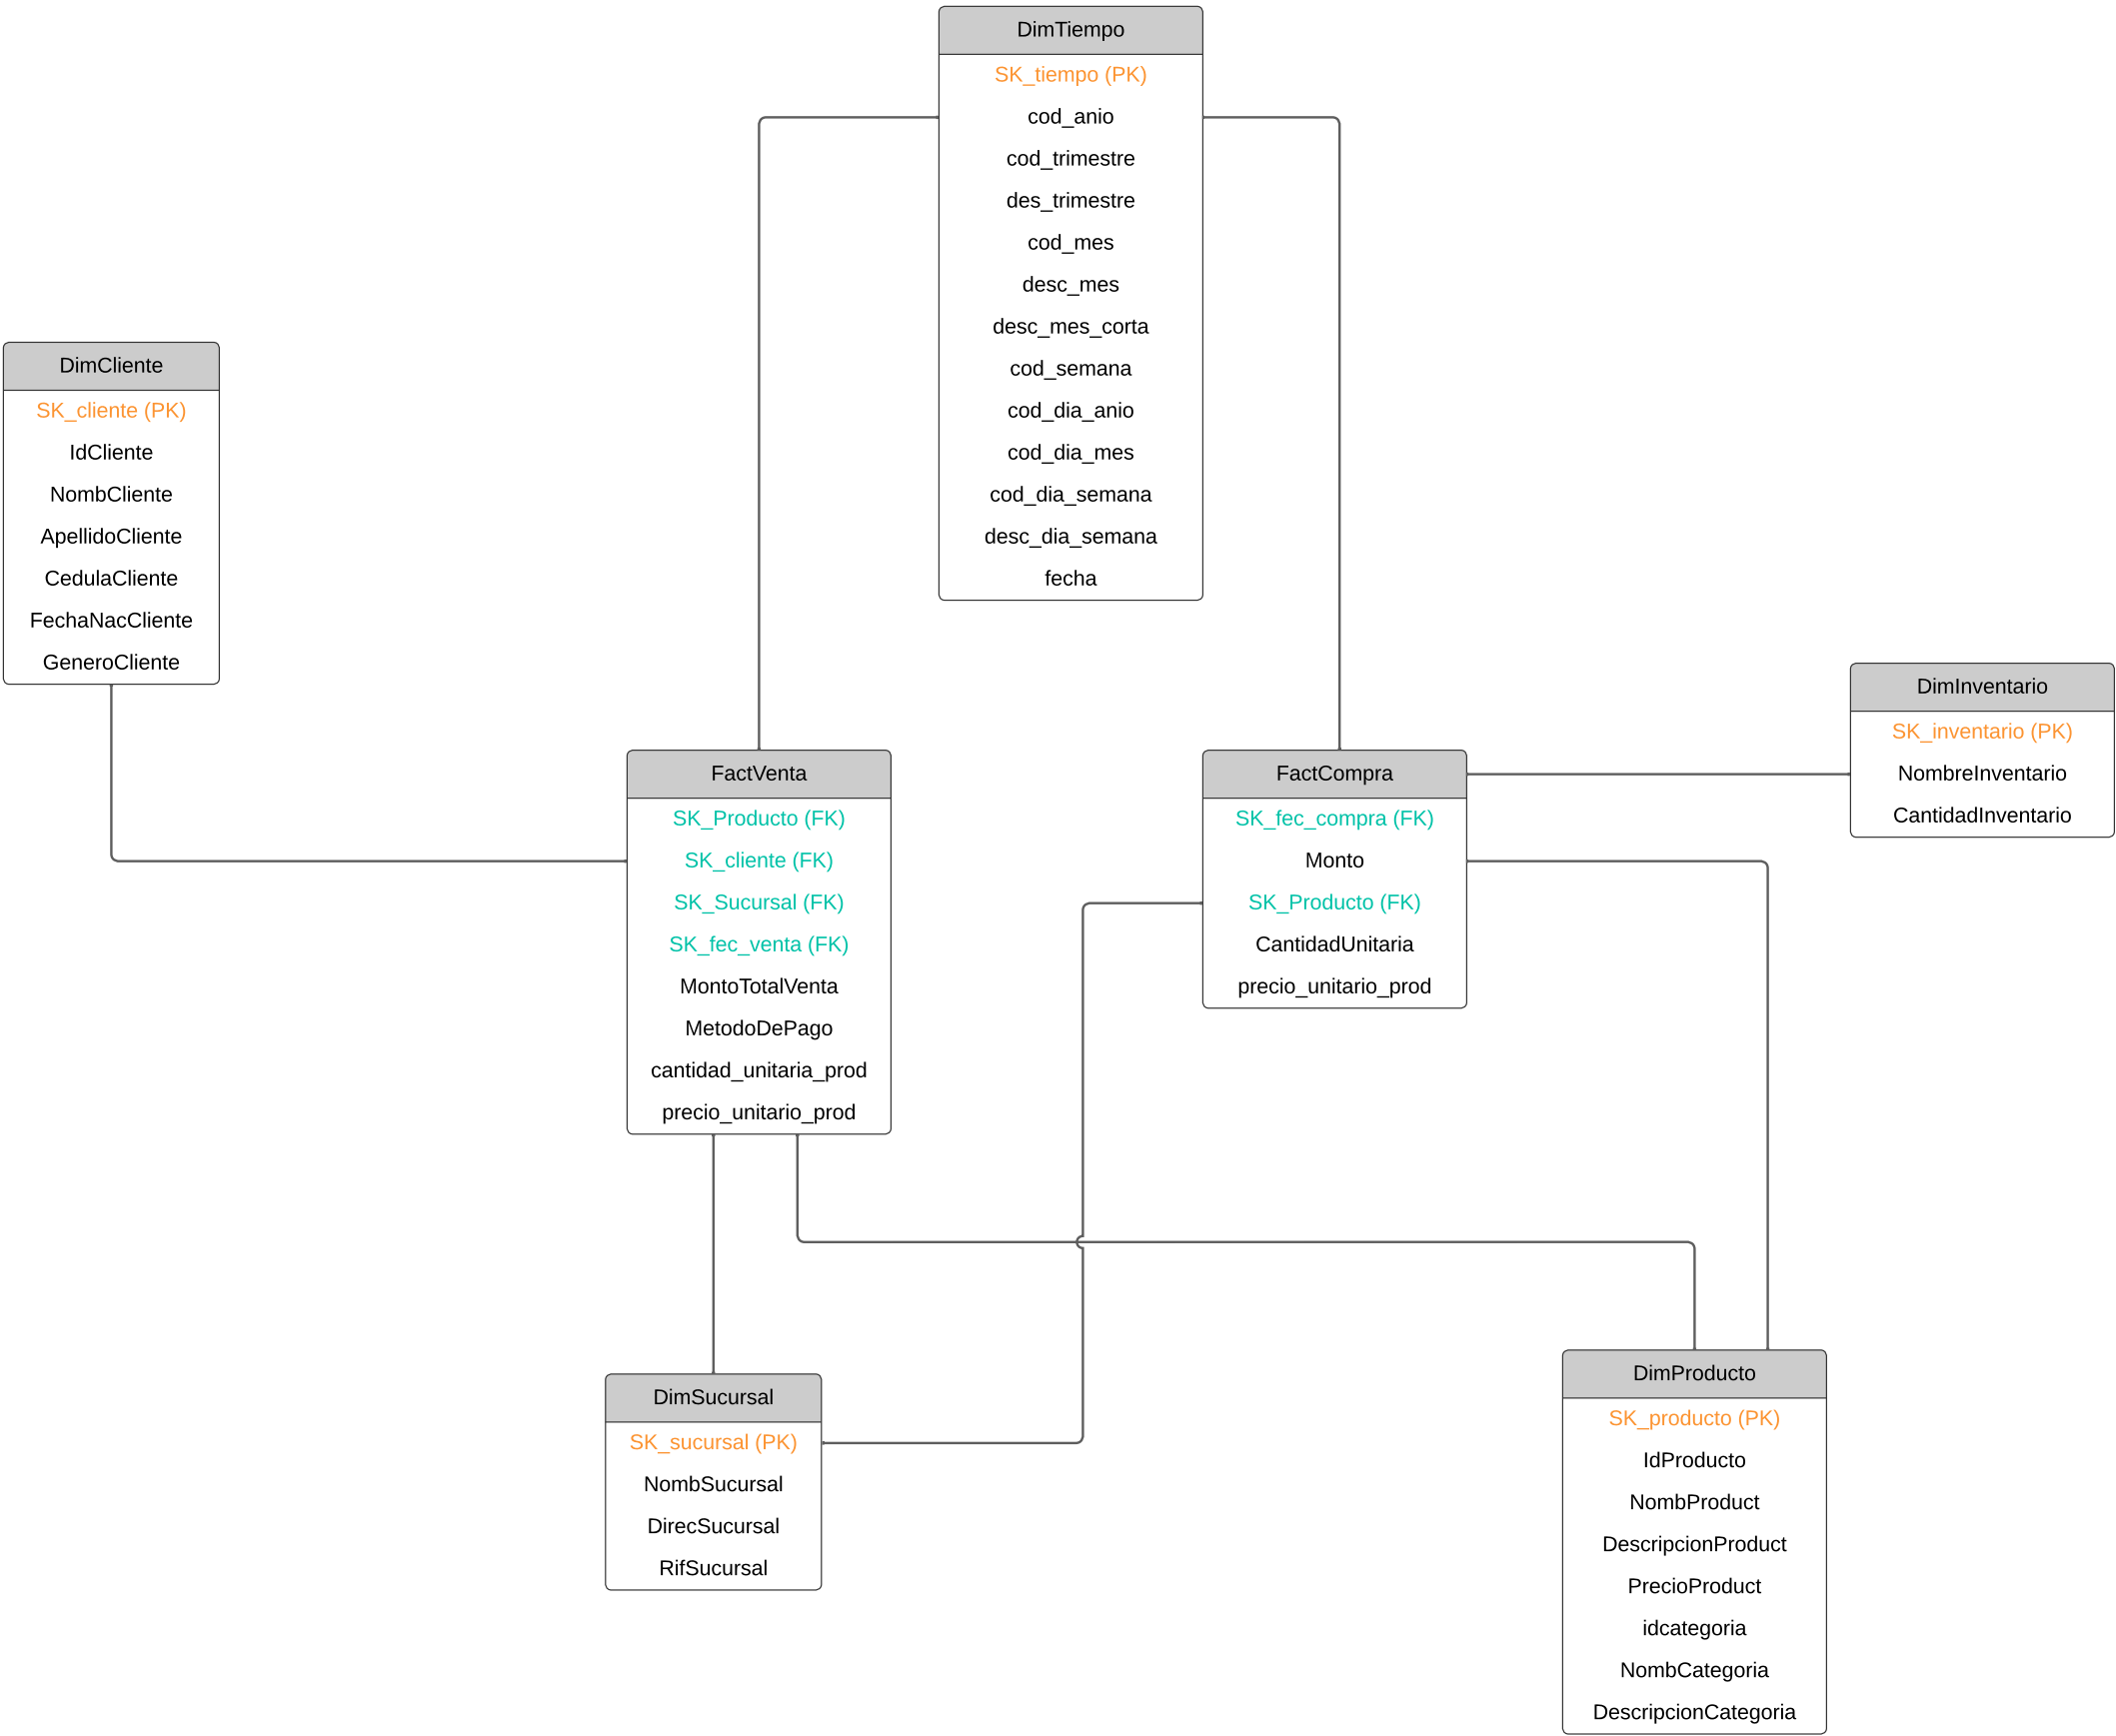 DimTiempo
SK_tiempo (PK)
cod_anio
cod_trimestre
des_trimestre
cod_mes
desc_mes
desc_mes_corta
cod_semana
cod_dia_anio
cod_dia_mes
cod_dia_semana
desc_dia_semana
fecha
DimCliente
SK_cliente (PK)
IdCliente
NombCliente
ApellidoCliente
CedulaCliente
FechaNacCliente
GeneroCliente
DimInventario
SK_inventario (PK)
NombreInventario
CantidadInventario
FactVenta
SK_Producto (FK)
SK_cliente (FK)
SK_Sucursal (FK)
SK_fec_venta (FK)
MontoTotalVenta
MetodoDePago
cantidad_unitaria_prod
precio_unitario_prod
FactCompra
SK_fec_compra (FK)
Monto
SK_Producto (FK)
CantidadUnitaria
precio_unitario_prod
DimSucursal
SK_sucursal (PK)
NombSucursal
DirecSucursal
RifSucursal
DimProducto
SK_producto (PK)
IdProducto
NombProduct
DescripcionProduct
PrecioProduct
idcategoria
NombCategoria
DescripcionCategoria